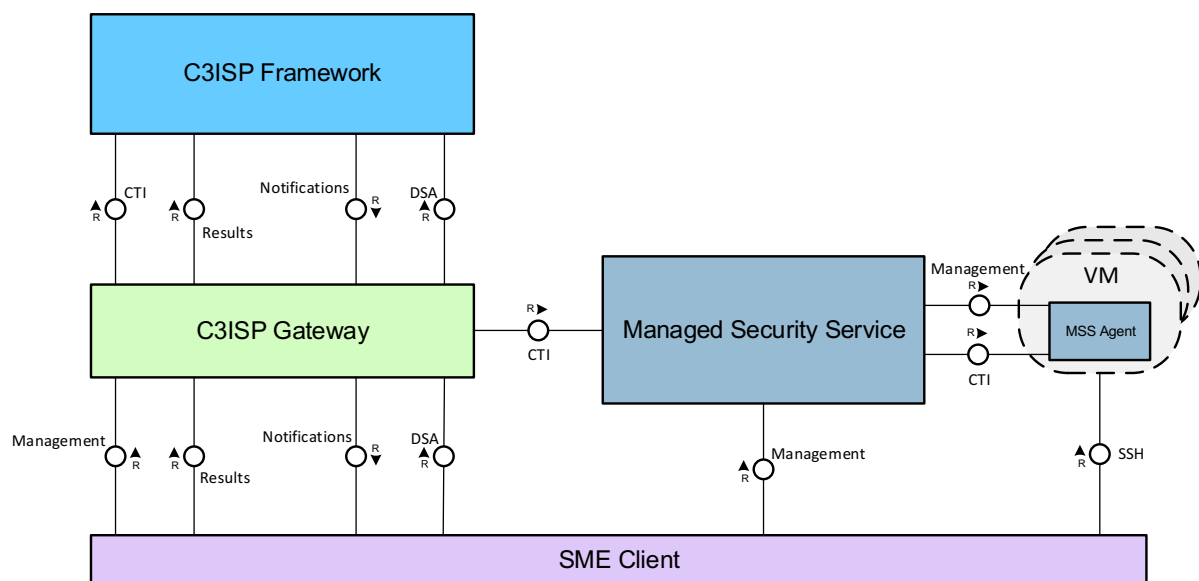 C3ISP Framework
CTI
R
R
Results
Notifications
R
DSA
R
C3ISP Gateway
R
CTI
Managed Security Service
Management
R
R
CTI
VM
MSS Agent
Management
R
R
Results
Notifications
R
DSA
R
R
Management
R
SSH
SME Client